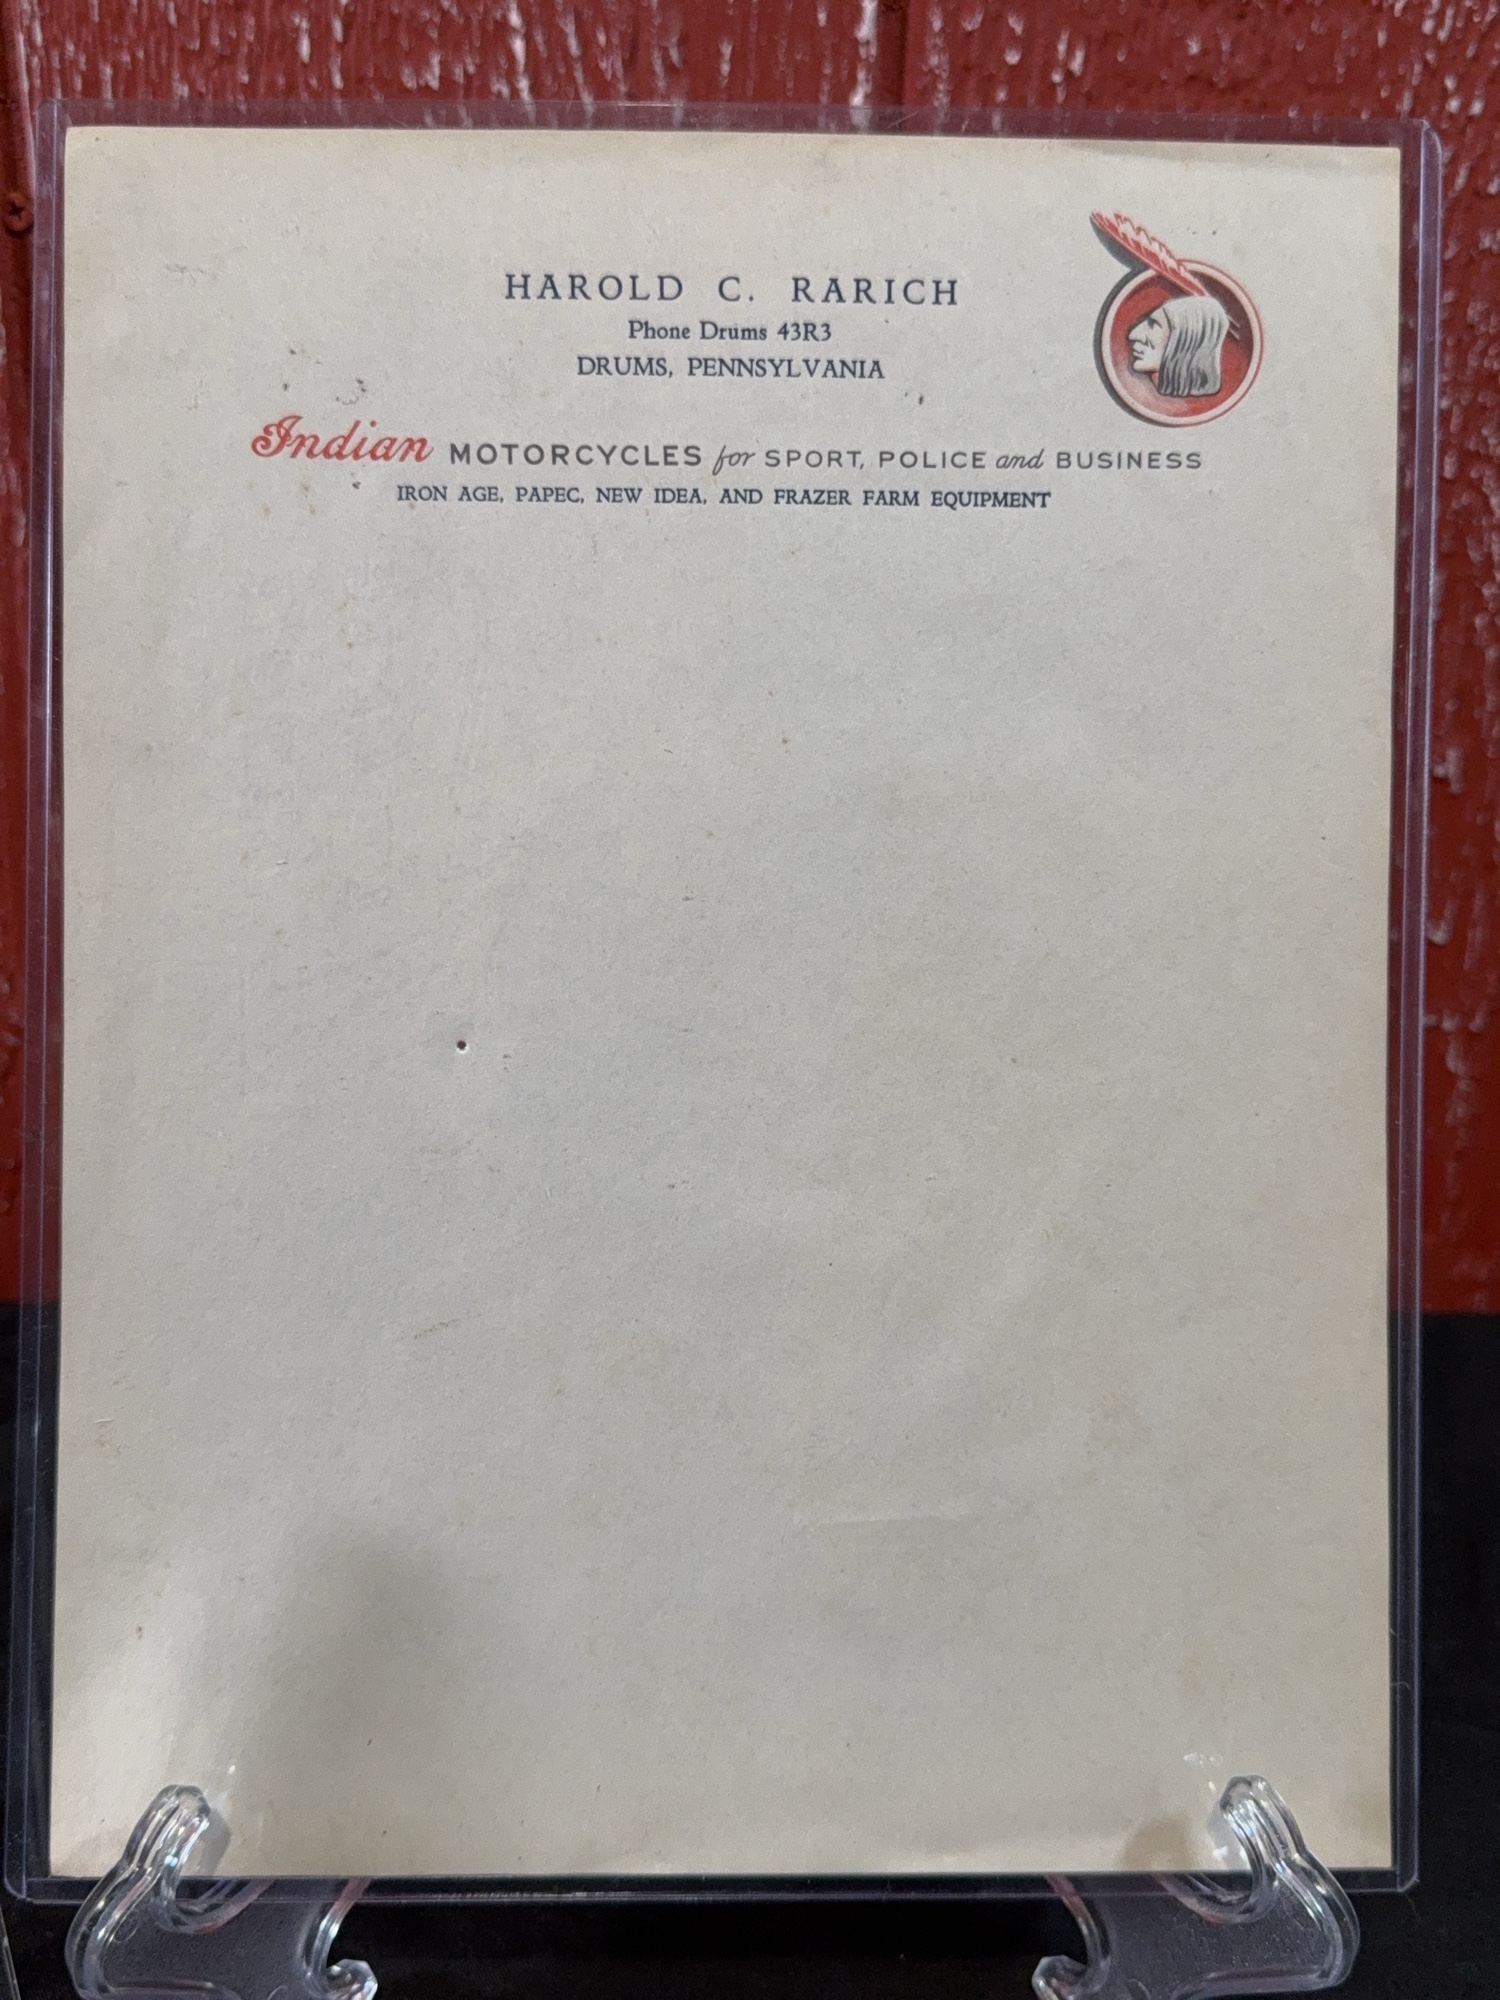 HAROLD C. RARICH
Phone Drums 43R3
DRUMS, PENNSYLVANIA
Indian MOTORCYCLES for SPORT, POLICE and BUSINESS
IRON AGE, PAPEC, NEW IDEA, AND FRAZER FARM EQUIPMENT